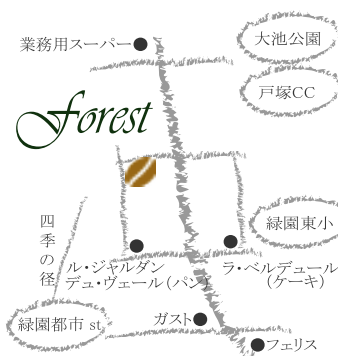 業務用スーパー
大池公園
戸塚CC
Forest
緑園東小
四季の径
ル・ジャルダン
デュ・ヴェール(パン)
ラ・ベルデュール
(ケーキ)
緑園都市 st.
ガスト
フェリス